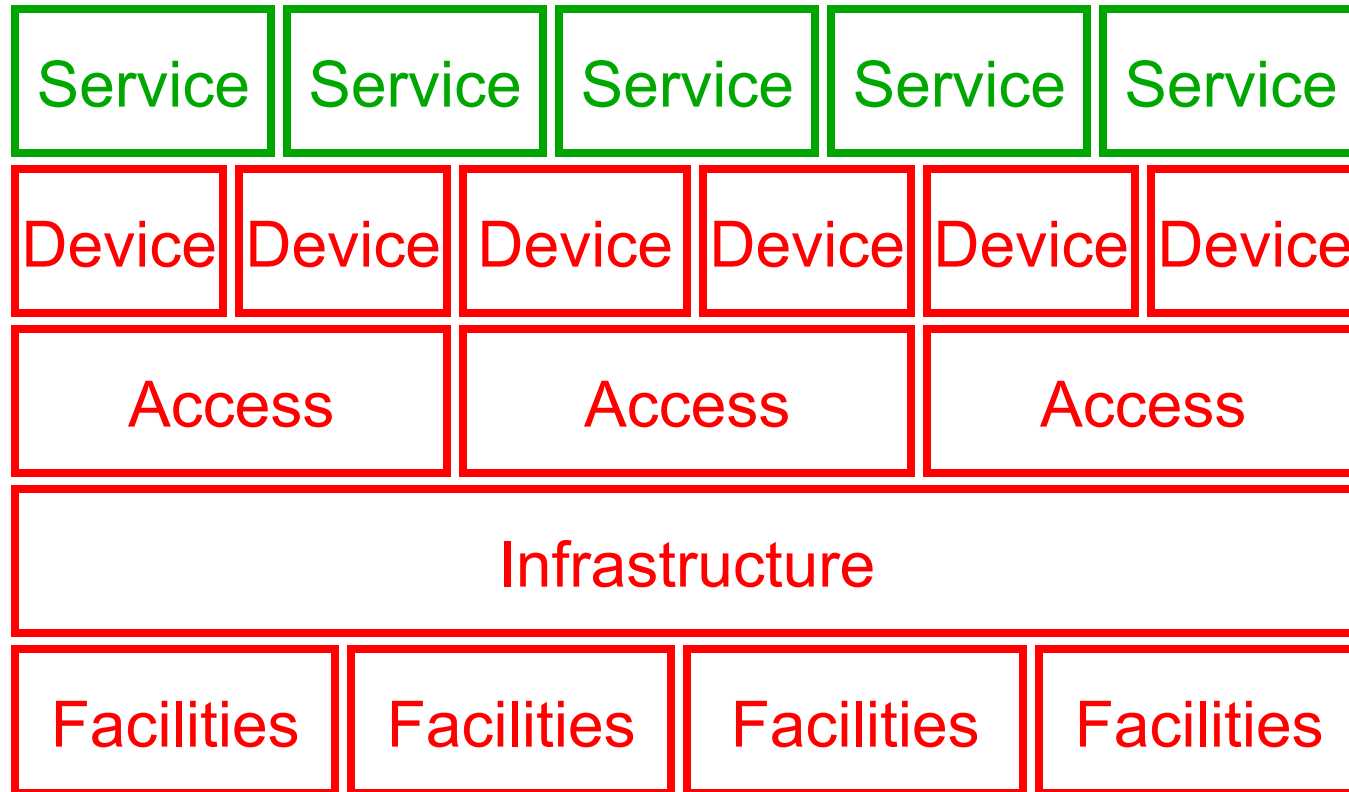 Service Service Service Service Service
Device Device Device Device Device Device
Access Access Access
Infrastructure
Facilities Facilities Facilities Facilities